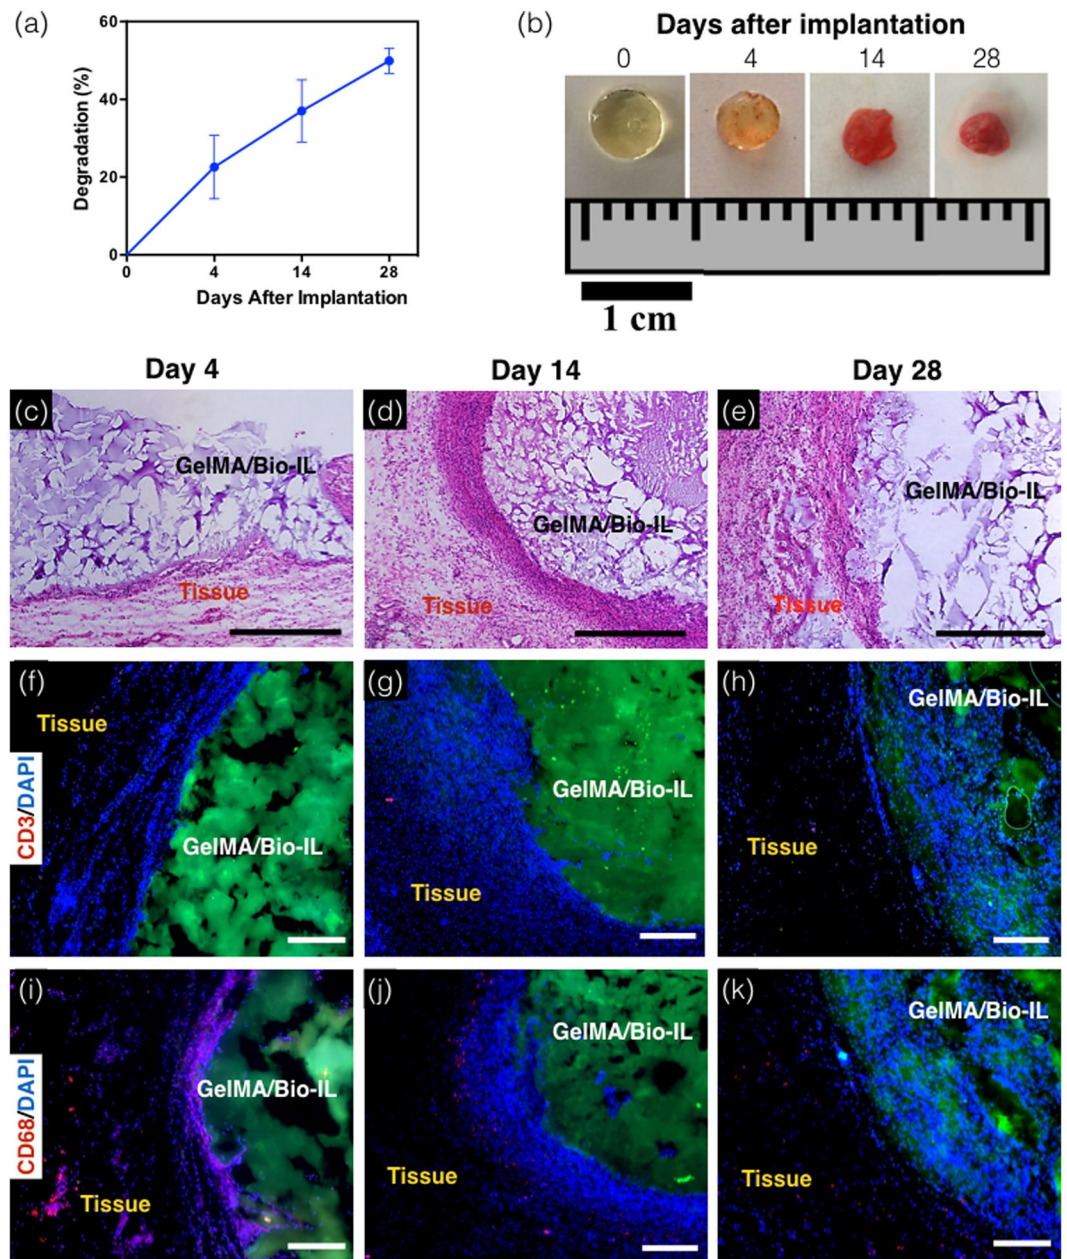 (a)
60
40
20
0
Degradation (%)
0 4 14 28
Days After Implantation
(b)
Days after implantation
0 4 14 28
1 cm
Day 4 Day 14 Day 28
(c) (d) (e)
GelMA/Bio-IL
Tissue
GelMA/Bio-IL
Tissue
GelMA/Bio-IL
Tissue
CD3/DAPI
(f) (g) (h)
Tissue
GelMA/Bio-IL
GelMA/Bio-IL
Tissue
GelMA/Bio-IL
Tissue
CD68/DAPI
(i) (j) (k)
GelMA/Bio-IL
Tissue
GelMA/Bio-IL
Tissue
GelMA/Bio-IL
Tissue